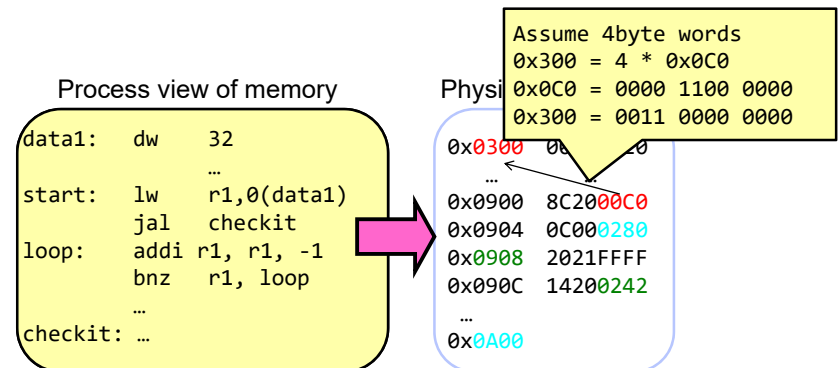 Assume 4byte words
0x300 = 4 * 0x0C0
0x0C0 = 0000 1100 0000
0x300 = 0011 0000 0000
Process view of memory
data1: dw 32
…
start: lw r1,0(data1)
jal checkit
loop: addi r1, r1, -1
bnz r1, loop
…
checkit: …
Physi
0x0300
… …
0x0900 8C2000C0
0x0904 0C000280
0x0908 2021FFFF
0x090C 14200242
…
0x0A00